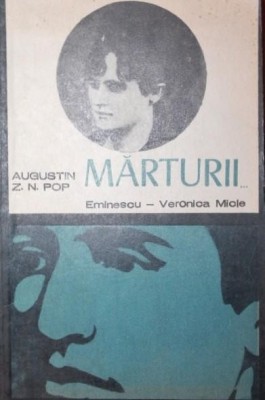 AUGUSTIN
Z. N. POP
MĂRTURII...
Eminescu – Veronica Micle